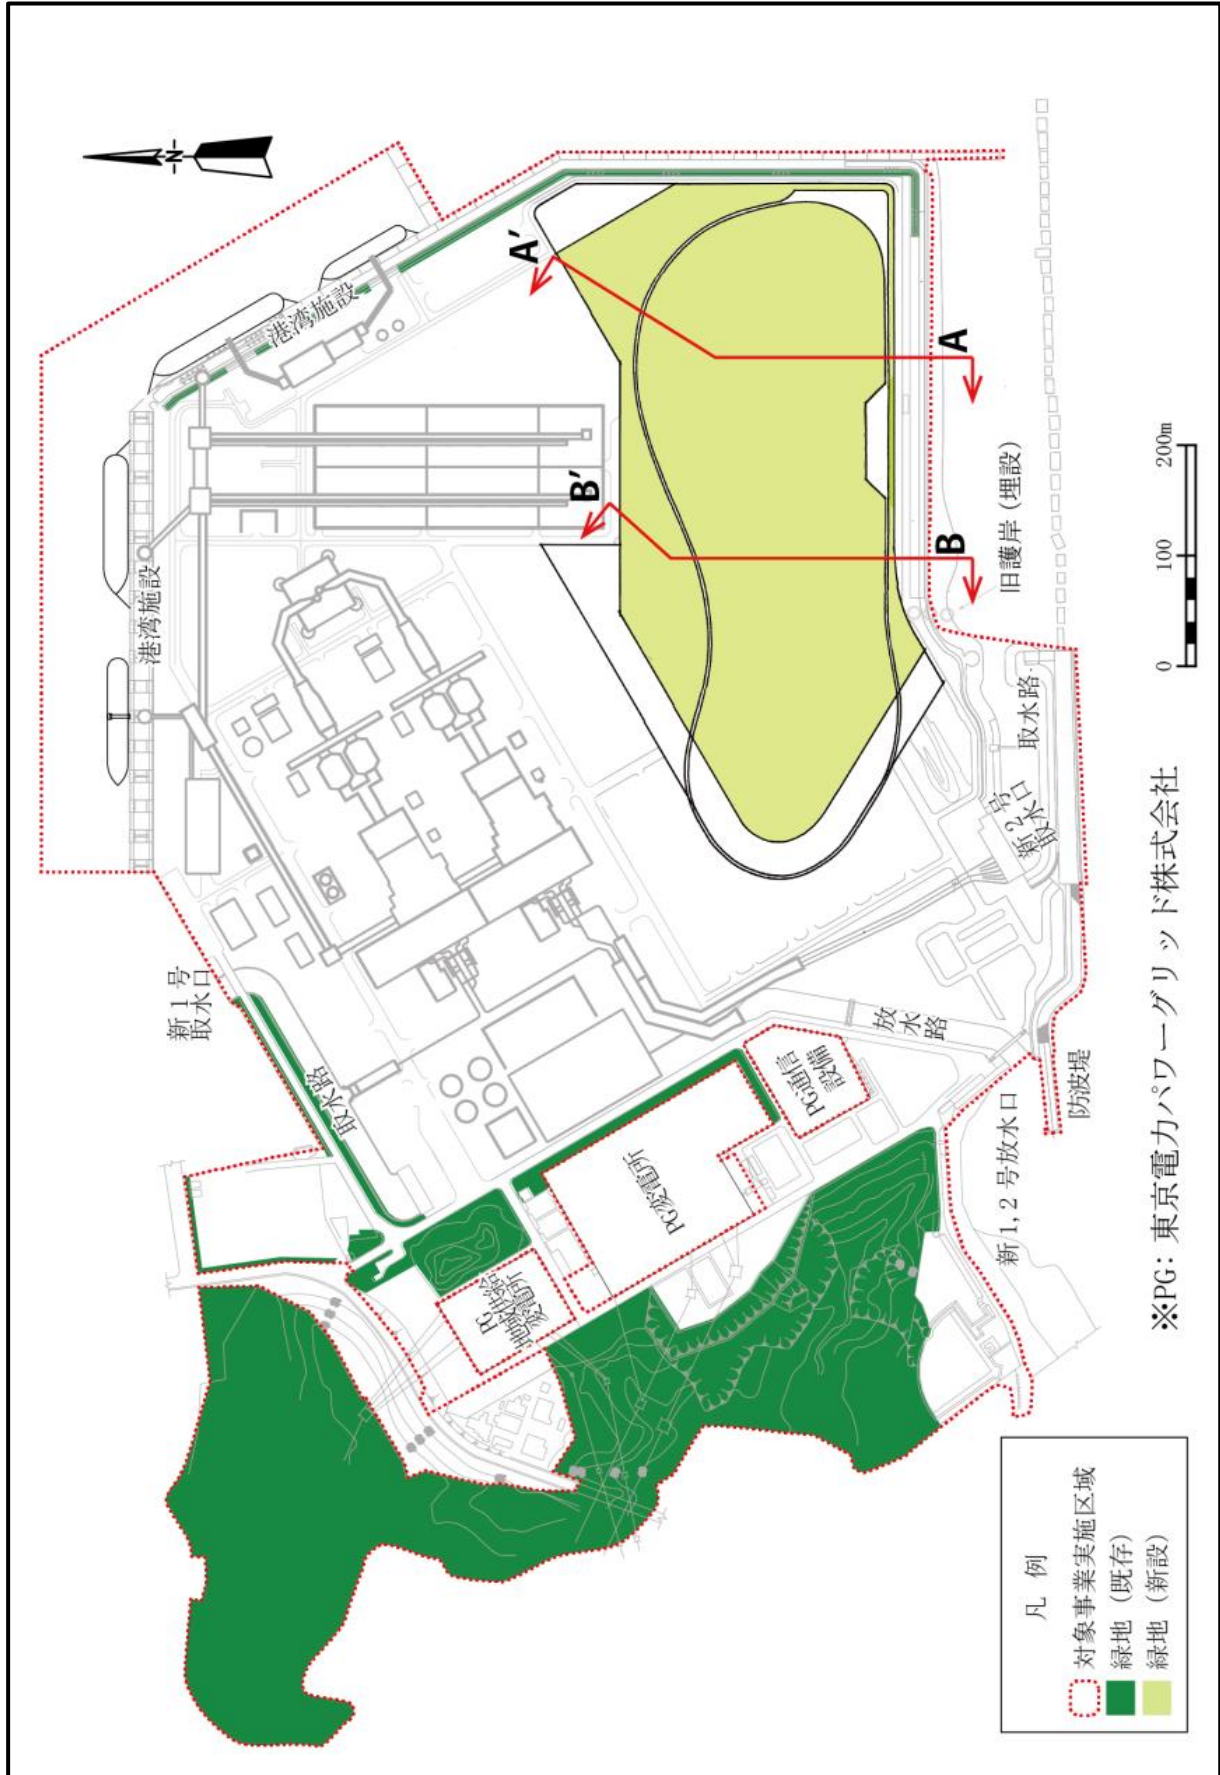 N
港湾施設
港湾施設
A'
B'
A
B
旧護岸（埋設）
新１号
取水口
取水路
取水路
新２号
取水口
放水路
PG通信
設備
PG変電所
PG
地域供給
変電所
新1,2号放水口
防波堤
0 100 200m
※PG：東京電力パワーグリッド株式会社
凡　例
対象事業実施区域
緑地（既存）
緑地（新設）